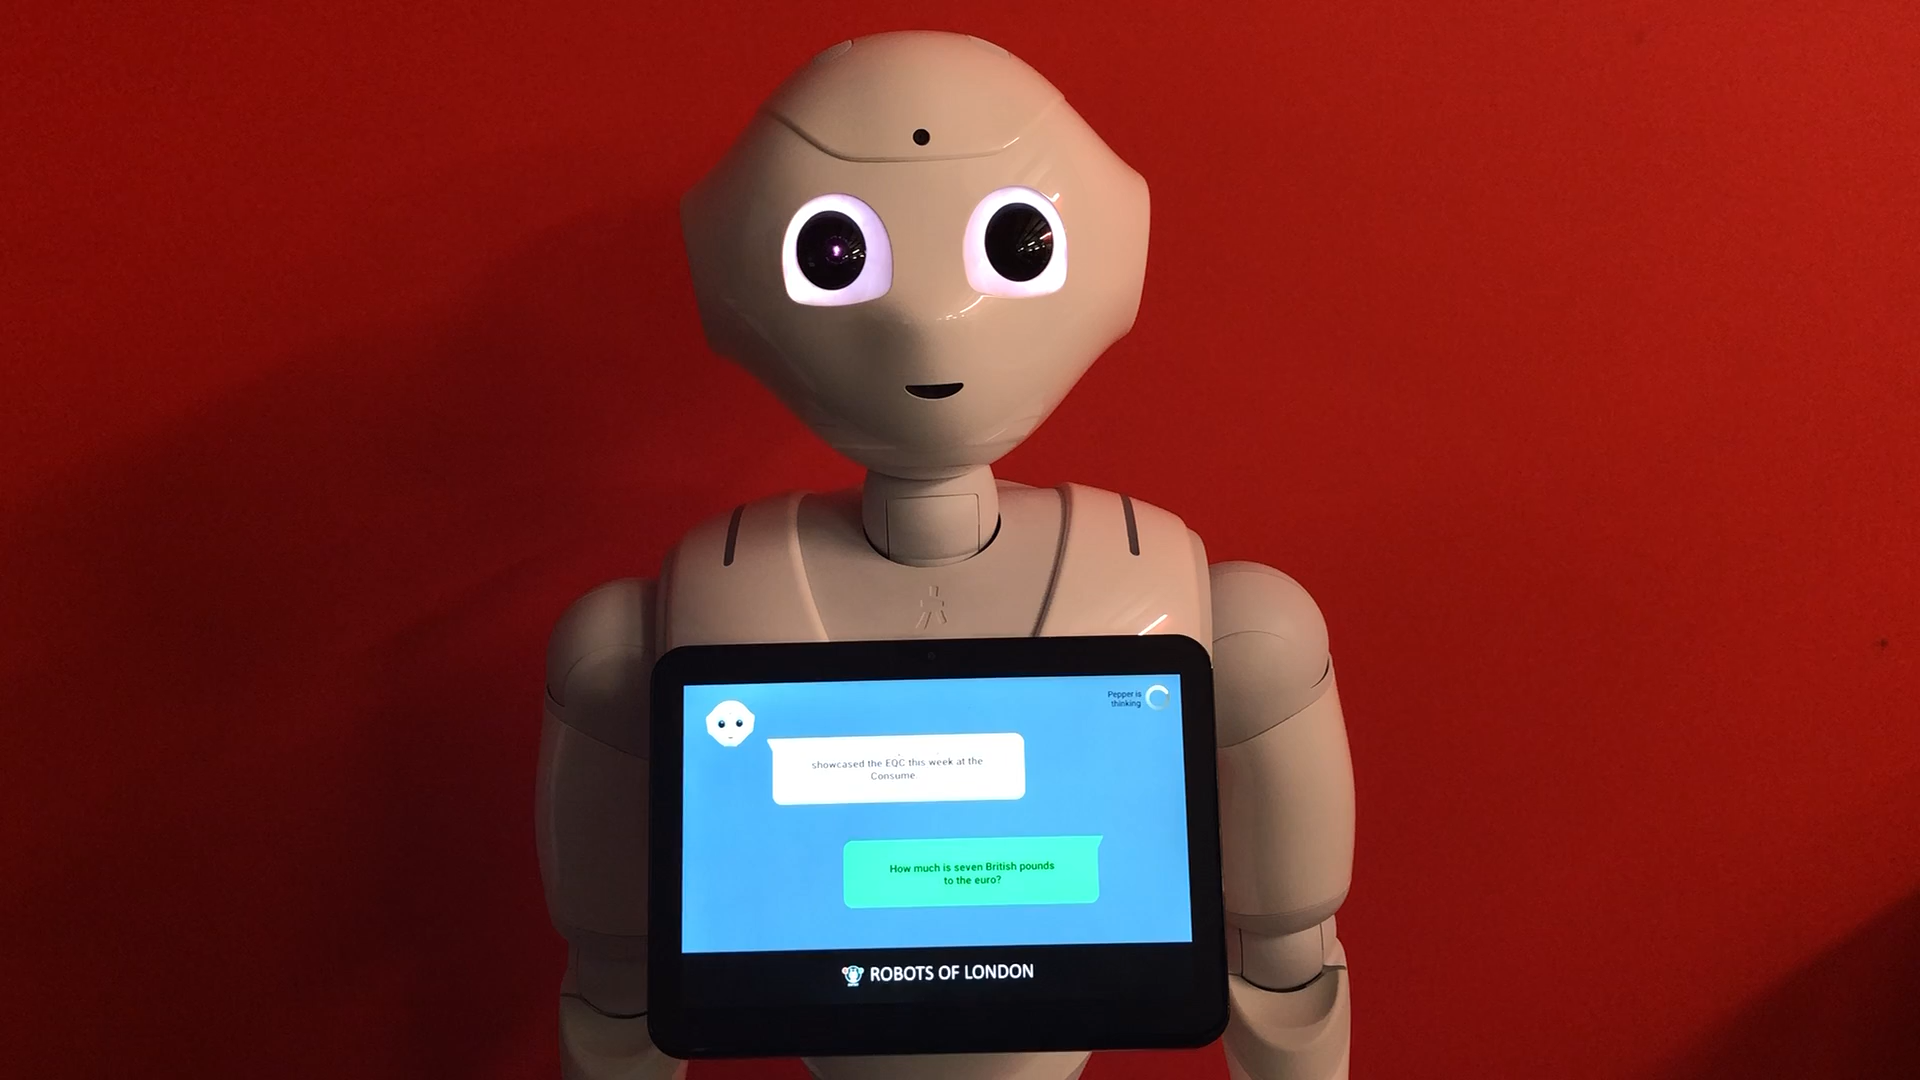 Pepper is
thinking
showcased the EQC this week at the
Consume
How much is seven British pounds
to the euro?
ROBOTS OF LONDON